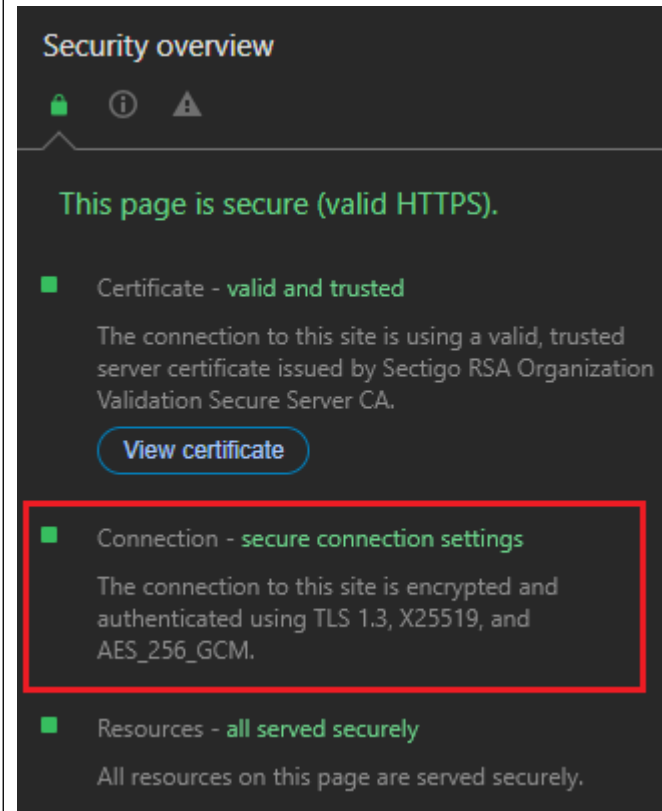 Security overview
This page is secure (valid HTTPS).
Certificate - valid and trusted
The connection to this site is using a valid, trusted
server certificate issued by Sectigo RSA Organization
Validation Secure Server CA.
View certificate
Connection - secure connection settings
The connection to this site is encrypted and
authenticated using TLS 1.3, X25519, and
AES_256_GCM.
Resources - all served securely
All resources on this page are served securely.